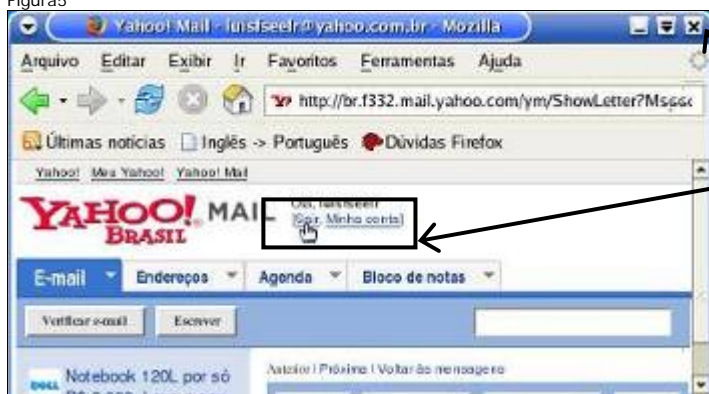 Figura5
Yahoo! Mail - luisfseelr@yahoo.com.br - Mozilla
Arquivo Editar Exibir Ir Favoritos Ferramentas Ajuda
http://br.f332.mail.yahoo.com/ym/ShowLetter?Ms
Últimas notícias Inglês -> Português Dúvidas Firefox
Yahoo! Meu Yahoo! Yahoo! Mail
YAHOO! MAIL
BRASIL
Olá, luisfseelr
[Sair, Minha conta]
E-mail Endereços Agenda Bloco de notas
Verificar e-mail Escrever
DELL Notebook 120L por só
Anterior | Próxima | Voltar às mensagens